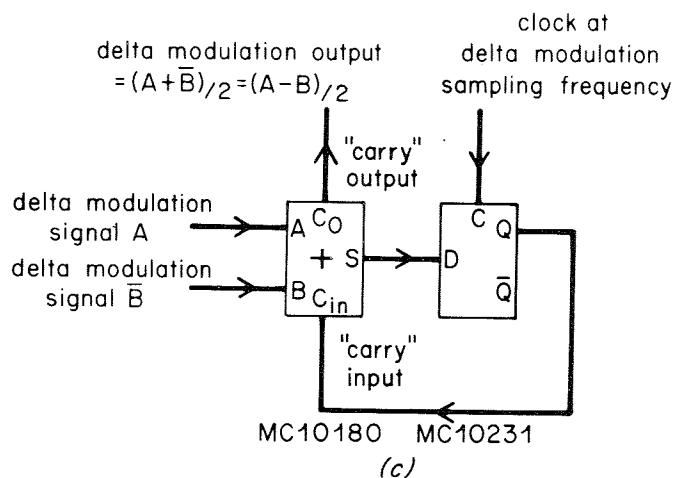 delta modulation output
= (A+B̅)/2 = (A-B)/2
clock at
delta modulation
sampling frequency
"carry"
output
delta modulation
signal A
delta modulation
signal B̅
A
C₀
+
S
B
Cᵢₙ
C
Q
D
Q̅
"carry"
input
MC10180
MC10231
(c)